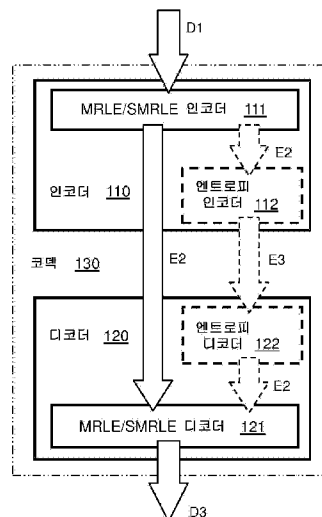 D1
MRLE/SMRLE 인코더 111
E2
인코더 110
엔트로피
인코더 112
코덱 130
E2
E3
디코더 120
엔트로피
디코더 122
E2
MRLE/SMRLE 디코더 121
D3